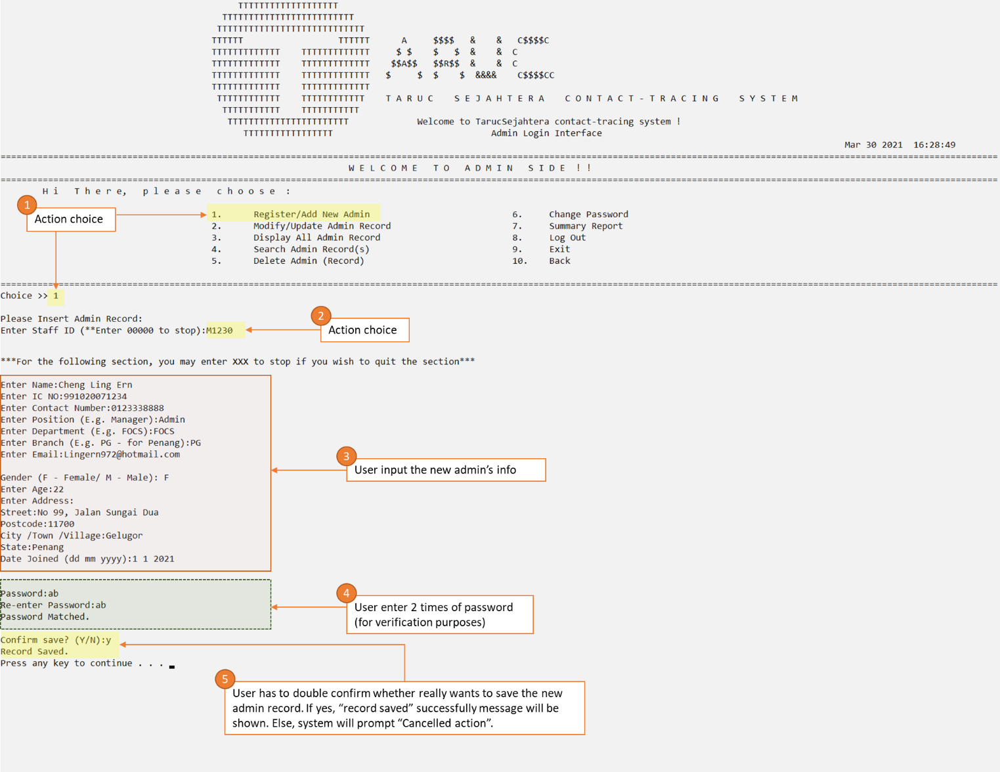 TTTTTTTTTTTTTTTTTTT
TTTTTTTTTTTTTTTTTTTTTTTTT
TTTTTTTTTTTTTTTTTTTTTTTTTTTT
TTTTTT TTTTTT A $$$$ & & C$$$$C
TTTTTTTTTTTTT TTTTTTTTTTTTT $ $ $ $ & & C
TTTTTTTTTTTTT TTTTTTTTTTTTT $$A$$ $$R$$ & & C
TTTTTTTTTTTTT TTTTTTTTTTTTT $ $ $ $ &&&& C$$$$CC
TTTTTTTTTTTTT TTTTTTTTTTTTT
TTTTTTTTTTTT TTTTTTTTTTTT T A R U C S E J A H T E R A C O N T A C T - T R A C I N G S Y S T E M
TTTTTTTTTTT TTTTTTTTTTT
TTTTTTTTTTTTTTTTTTTTTTT Welcome to TarucSejahtera contact-tracing system !
TTTTTTTTTTTTTTTTT Admin Login Interface
Mar 30 2021 16:28:49
W E L C O M E T O A D M I N S I D E ! !
H i T h e r e, p l e a s e c h o o s e :
1
Action choice
1. Register/Add New Admin 6. Change Password
2. Modify/Update Admin Record 7. Summary Report
3. Display All Admin Record 8. Log Out
4. Search Admin Record(s) 9. Exit
5. Delete Admin (Record) 10. Back
Choice >> 1
Please Insert Admin Record:
Enter Staff ID (**Enter 00000 to stop):M1230
2
Action choice
***For the following section, you may enter XXX to stop if you wish to quit the section***
Enter Name:Cheng Ling Ern
Enter IC NO:991020071234
Enter Contact Number:0123338888
Enter Position (E.g. Manager):Admin
Enter Department (E.g. FOCS):FOCS
Enter Branch (E.g. PG - for Penang):PG
Enter Email:Lingern972@hotmail.com
Gender (F - Female/ M - Male): F
Enter Age:22
Enter Address:
Street:No 99, Jalan Sungai Dua
Postcode:11700
City /Town /Village:Gelugor
State:Penang
Date Joined (dd mm yyyy):1 1 2021
3
User input the new admin’s info
Password:ab
Re-enter Password:ab
Password Matched.
4
User enter 2 times of password
(for verification purposes)
Confirm save? (Y/N):y
Record Saved.
Press any key to continue . . .
5
User has to double confirm whether really wants to save the new
admin record. If yes, “record saved” successfully message will be
shown. Else, system will prompt “Cancelled action”.